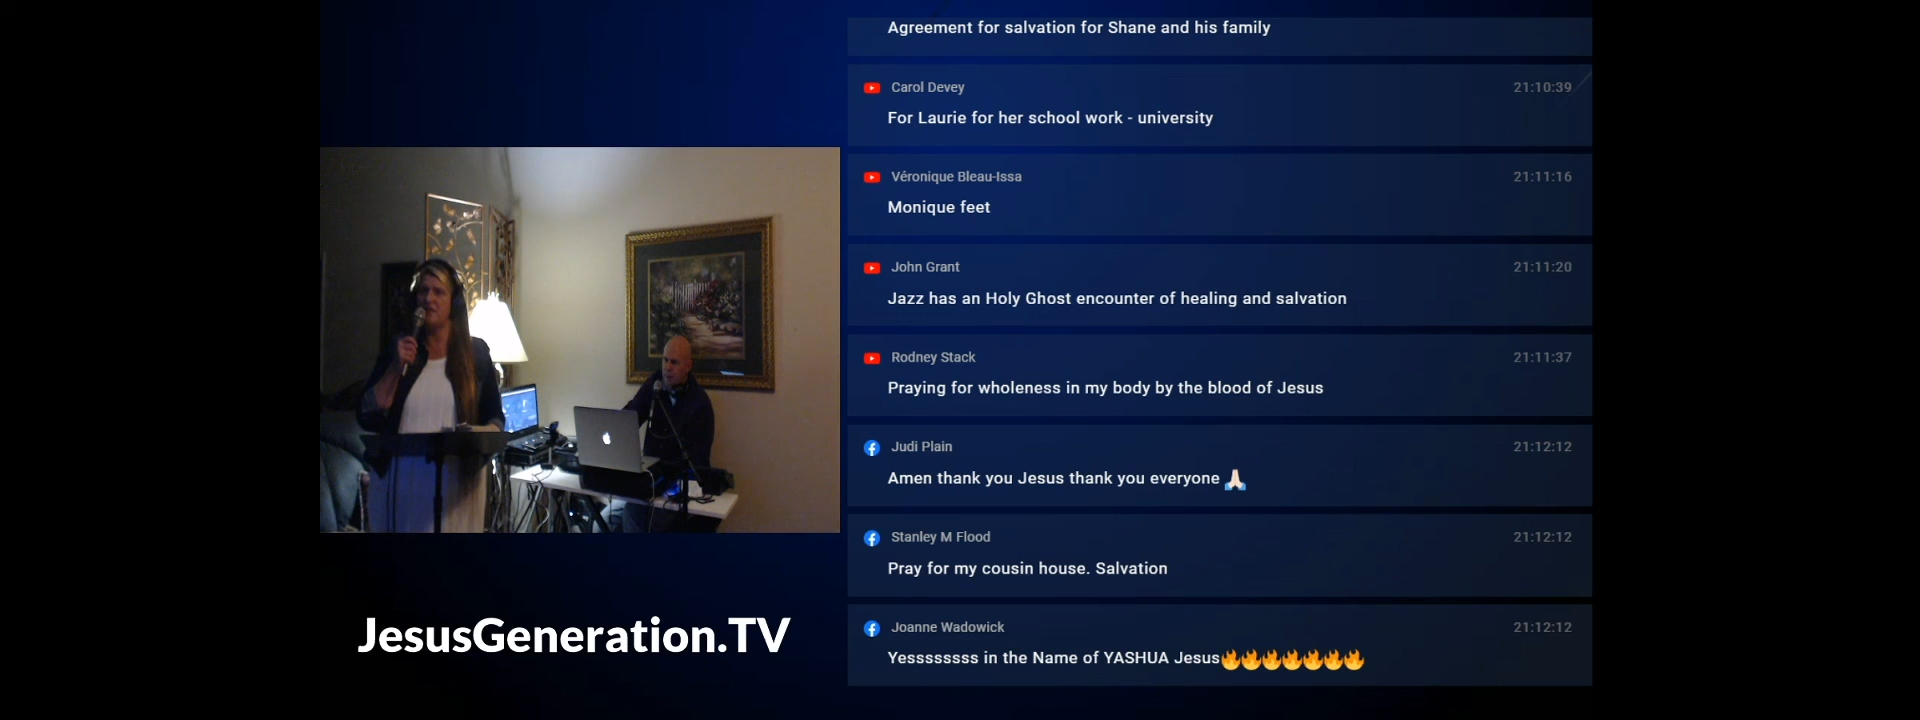 Agreement for salvation for Shane and his family
Carol Devey 21:10:39
For Laurie for her school work - university
Véronique Bleau-Issa 21:11:16
Monique feet
John Grant 21:11:20
Jazz has an Holy Ghost encounter of healing and salvation
Rodney Stack 21:11:37
Praying for wholeness in my body by the blood of Jesus
Judi Plain 21:12:12
Amen thank you Jesus thank you everyone 🙏🏻
Stanley M Flood 21:12:12
Pray for my cousin house. Salvation
Joanne Wadowick 21:12:12
Yessssssss in the Name of YASHUA Jesus🔥🔥🔥🔥🔥🔥🔥
JesusGeneration.TV